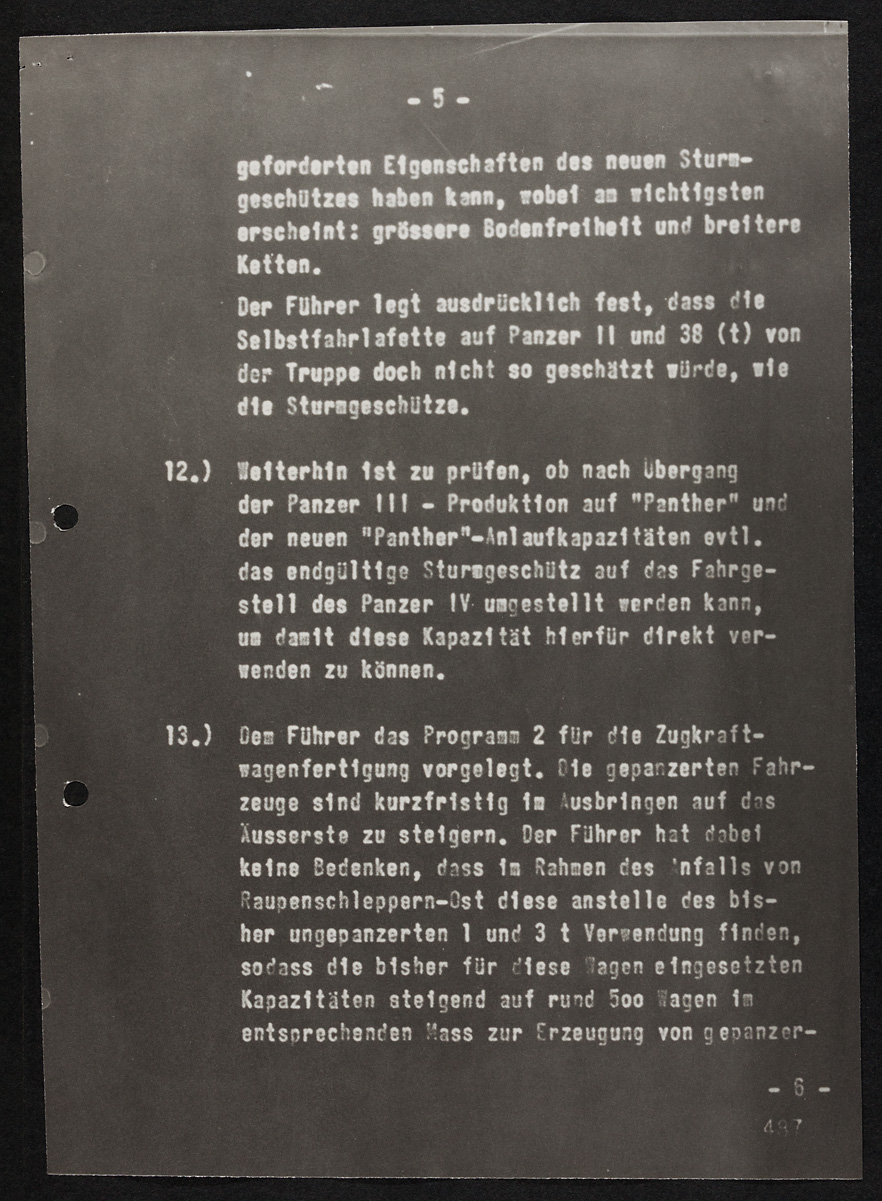 - 5 -
geforderten Eigenschaften des neuen Sturm-
geschützes haben kann, wobei am wichtigsten
erscheint: grössere Bodenfreiheit und breitere
Ketten.
Der Führer legt ausdrücklich fest, dass die
Selbstfahrlafette auf Panzer II und 38 (t) von
der Truppe doch nicht so geschätzt würde, wie
die Sturmgeschütze.
12.) Weiterhin ist zu prüfen, ob nach Übergang
der Panzer III - Produktion auf "Panther" und
der neuen "Panther"-Anlaufkapazitäten evtl.
das endgültige Sturmgeschütz auf das Fahrge-
stell des Panzer IV umgestellt werden kann,
um damit diese Kapazität hierfür direkt ver-
wenden zu können.
13.) Dem Führer das Programm 2 für die Zugkraft-
wagenfertigung vorgelegt. Die gepanzerten Fahr-
zeuge sind kurzfristig im Ausbringen auf das
Äusserste zu steigern. Der Führer hat dabei
keine Bedenken, dass im Rahmen des Anfalls von
Raupenschleppern-Ost diese anstelle des bis-
her ungepanzerten 1 und 3 t Verwendung finden,
sodass die bisher für diese Wagen eingesetzten
Kapazitäten steigend auf rund 5oo Wagen im
entsprechenden Mass zur Erzeugung von gepanzer-
- 6 -
487